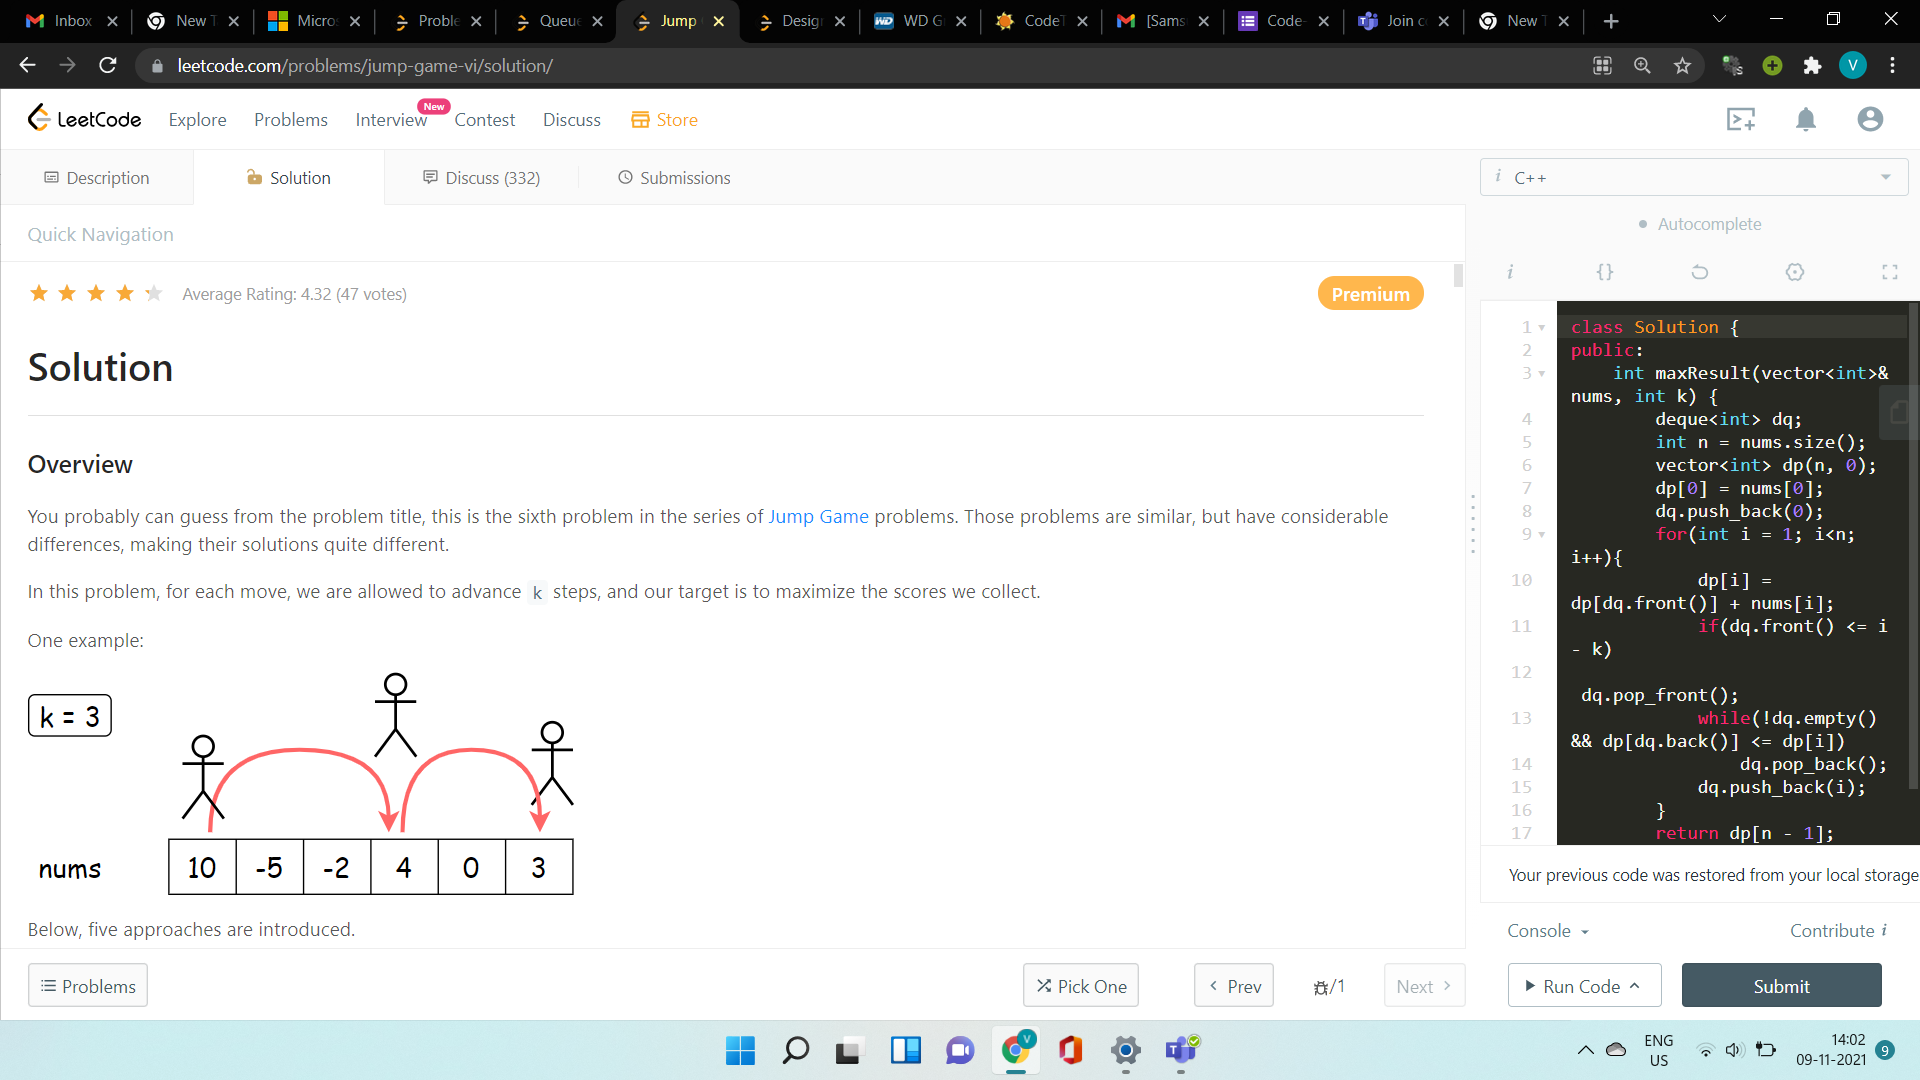 Inbox
New T
Micros
Proble
Queue
Jump
Design
WD G
CodeT
[Sams
Code-
Join c
New T
leetcode.com/problems/jump-game-vi/solution/
V
LeetCode
Explore
Problems
Interview
New
Contest
Discuss
Store
Description
Solution
Discuss (332)
Submissions
i C++
Quick Navigation
Autocomplete
Average Rating: 4.32 (47 votes)
Premium
i {}
Solution
Overview
You probably can guess from the problem title, this is the sixth problem in the series of Jump Game problems. Those problems are similar, but have considerable
differences, making their solutions quite different.
In this problem, for each move, we are allowed to advance k steps, and our target is to maximize the scores we collect.
One example:
k = 3
nums 10 -5 -2 4 0 3
Below, five approaches are introduced.
1 class Solution {
2 public:
3 int maxResult(vector<int>&
nums, int k) {
4 deque<int> dq;
5 int n = nums.size();
6 vector<int> dp(n, 0);
7 dp[0] = nums[0];
8 dq.push_back(0);
9 for(int i = 1; i<n;
i++){
10 dp[i] =
dp[dq.front()] + nums[i];
11 if(dq.front() <= i
- k)
12
dq.pop_front();
13 while(!dq.empty()
&& dp[dq.back()] <= dp[i])
14 dq.pop_back();
15 dq.push_back(i);
16 }
17 return dp[n - 1];
Your previous code was restored from your local storage
Console
Contribute i
Problems
Pick One
Prev
/1
Next
Run Code
Submit
V
ENG
US
14:02
09-11-2021
9